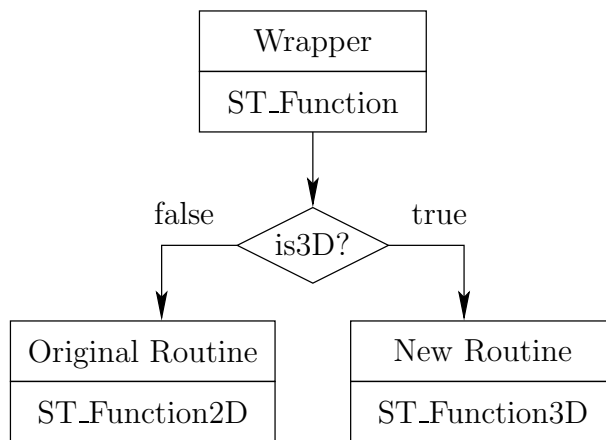 Wrapper
ST_Function
false
true
is3D?
Original Routine
New Routine
ST_Function2D
ST_Function3D